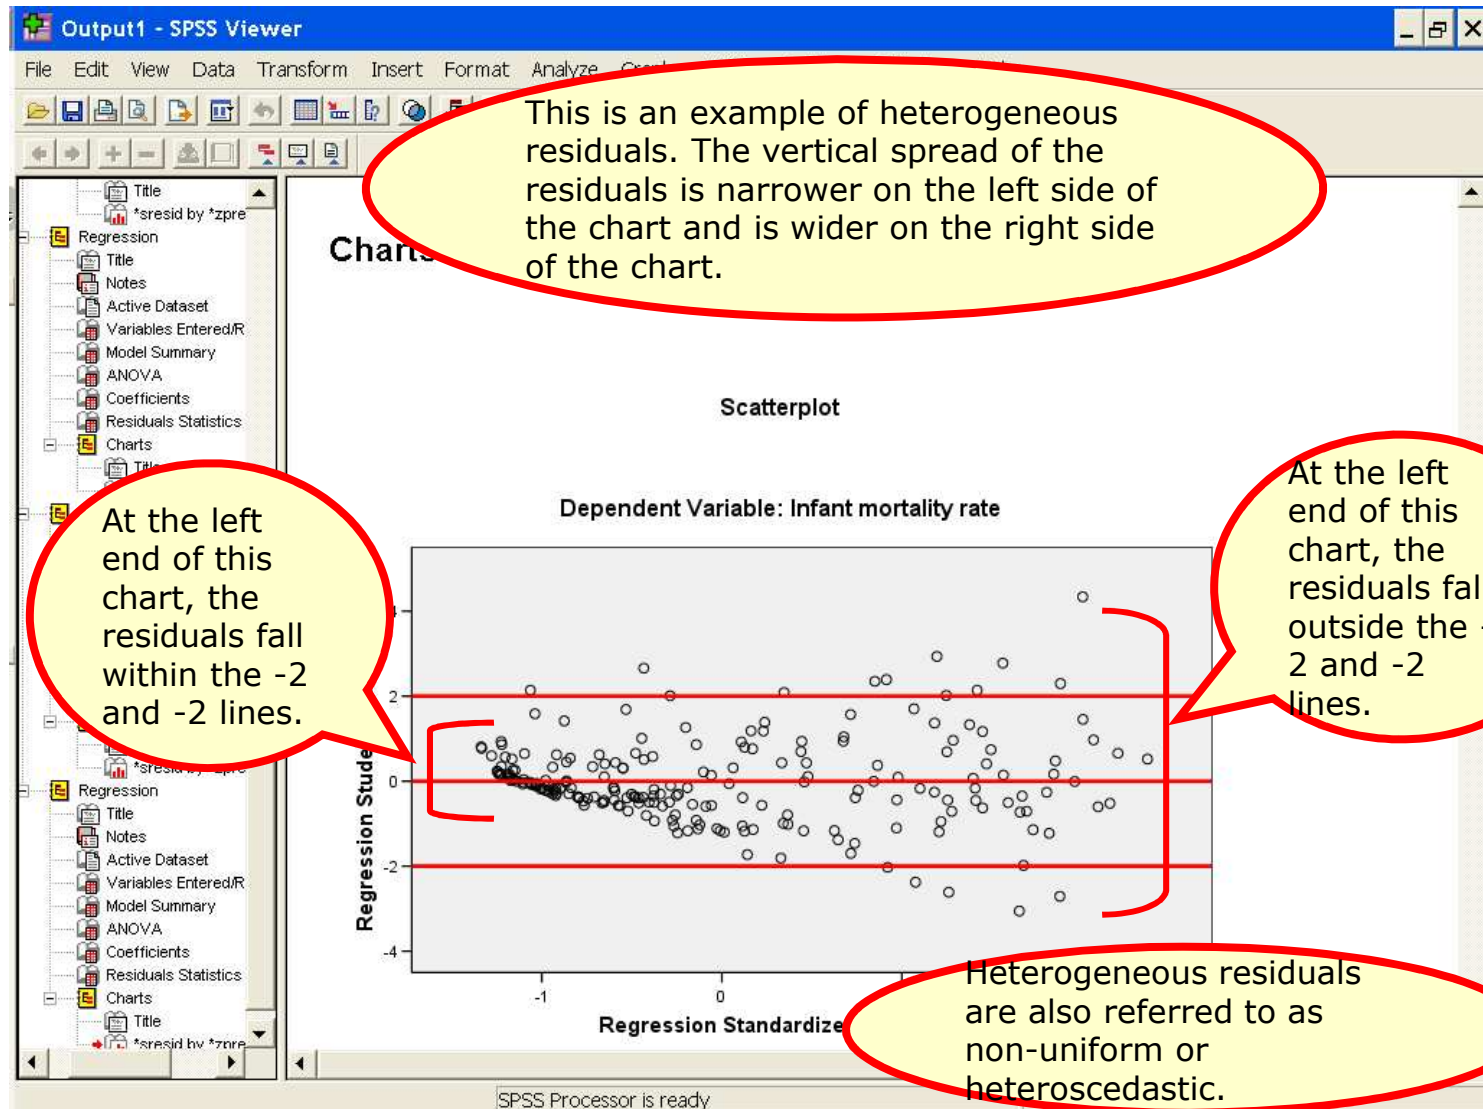 Output1 - SPSS Viewer
File Edit View Data Transform Insert Format Analyze
This is an example of heterogeneous
residuals. The vertical spread of the
residuals is narrower on the left side of
the chart and is wider on the right side
of the chart.
Title
*sresid by *zpre
Regression
Title
Notes
Active Dataset
Variables Entered/R
Model Summary
ANOVA
Coefficients
Residuals Statistics
Charts
Title
Charts
Scatterplot
Dependent Variable: Infant mortality rate
At the left
end of this
chart, the
residuals fall
within the -2
and -2 lines.
At the left
end of this
chart, the
residuals fal
outside the -
2 and -2
lines.
4
2
0
-2
-4
Regression Stude
-1
0
Regression Standardize
*sresid by *zpre
Regression
Title
Notes
Active Dataset
Variables Entered/R
Model Summary
ANOVA
Coefficients
Residuals Statistics
Charts
Title
*sresid by *zpre
Heterogeneous residuals
are also referred to as
non-uniform or
heteroscedastic.
SPSS Processor is ready